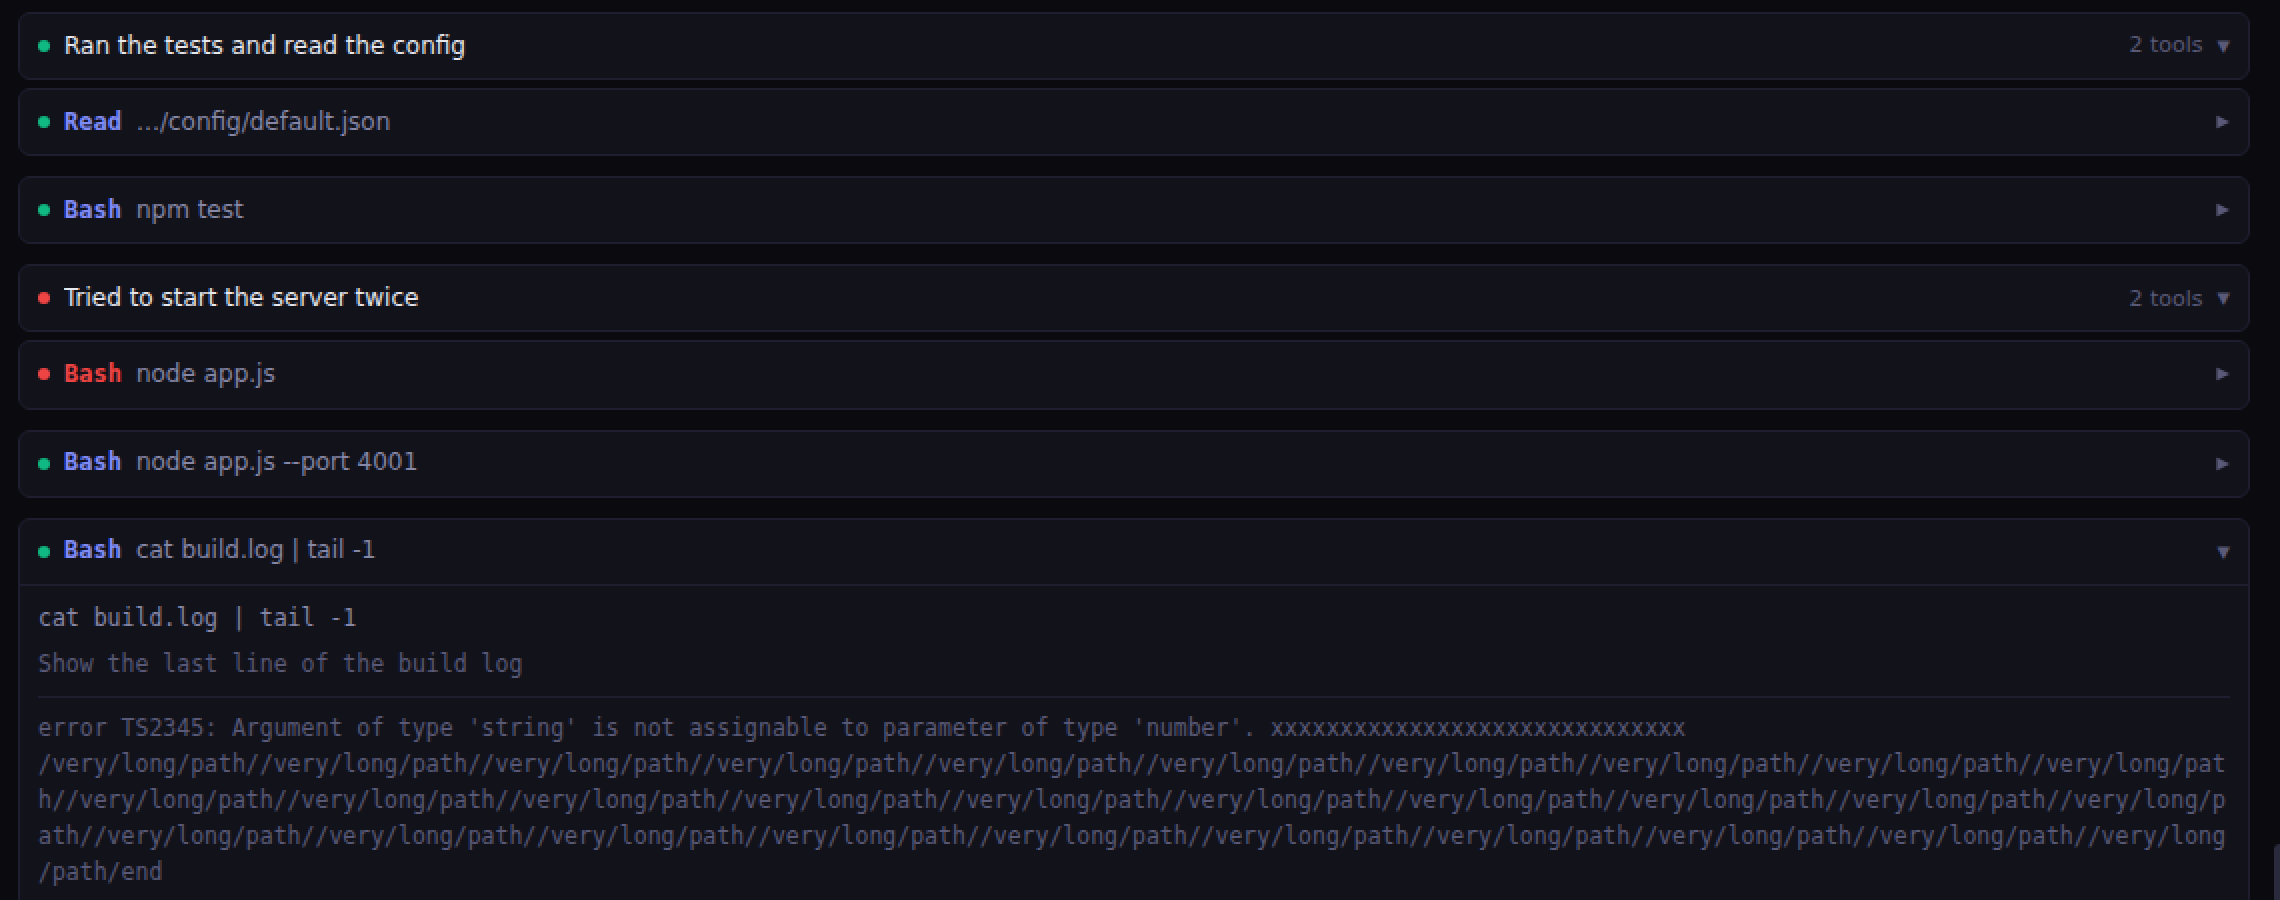 Ran the tests and read the config 2 tools ▼
Read .../config/default.json ▶
Bash npm test ▶
Tried to start the server twice 2 tools ▼
Bash node app.js ▶
Bash node app.js --port 4001 ▶
Bash cat build.log | tail -1 ▼
cat build.log | tail -1
Show the last line of the build log
error TS2345: Argument of type 'string' is not assignable to parameter of type 'number'. xxxxxxxxxxxxxxxxxxxxxxxxxxxxxx
/very/long/path//very/long/path//very/long/path//very/long/path//very/long/path//very/long/path//very/long/path//very/long/path//very/long/path//very/long/pat
h//very/long/path//very/long/path//very/long/path//very/long/path//very/long/path//very/long/path//very/long/path//very/long/path//very/long/path//very/long/p
ath//very/long/path//very/long/path//very/long/path//very/long/path//very/long/path//very/long/path//very/long/path//very/long/path//very/long/path//very/long
/path/end